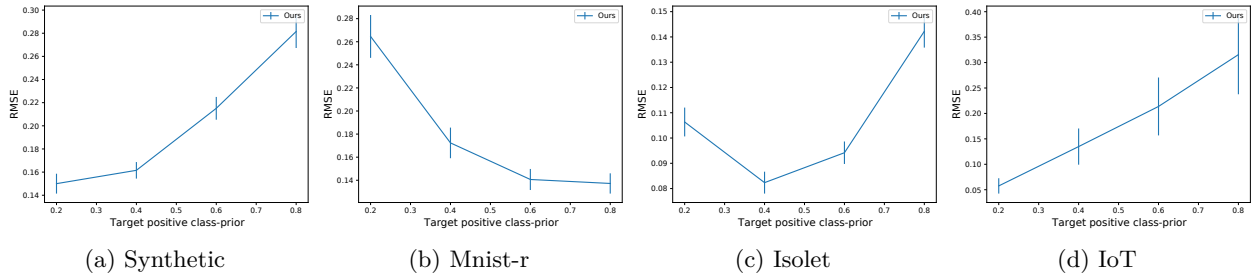 0.30
0.28
0.26
0.24
0.22
0.20
0.18
0.16
0.14
RMSE
Ours
0.2 0.3 0.4 0.5 0.6 0.7 0.8
Target positive class-prior
(a) Synthetic
0.28
0.26
0.24
0.22
0.20
0.18
0.16
0.14
RMSE
Ours
0.2 0.3 0.4 0.5 0.6 0.7 0.8
Target positive class-prior
(b) Mnist-r
0.15
0.14
0.13
0.12
0.11
0.10
0.09
0.08
RMSE
Ours
0.2 0.3 0.4 0.5 0.6 0.7 0.8
Target positive class-prior
(c) Isolet
0.40
0.35
0.30
0.25
0.20
0.15
0.10
0.05
RMSE
Ours
0.2 0.3 0.4 0.5 0.6 0.7 0.8
Target positive class-prior
(d) IoT